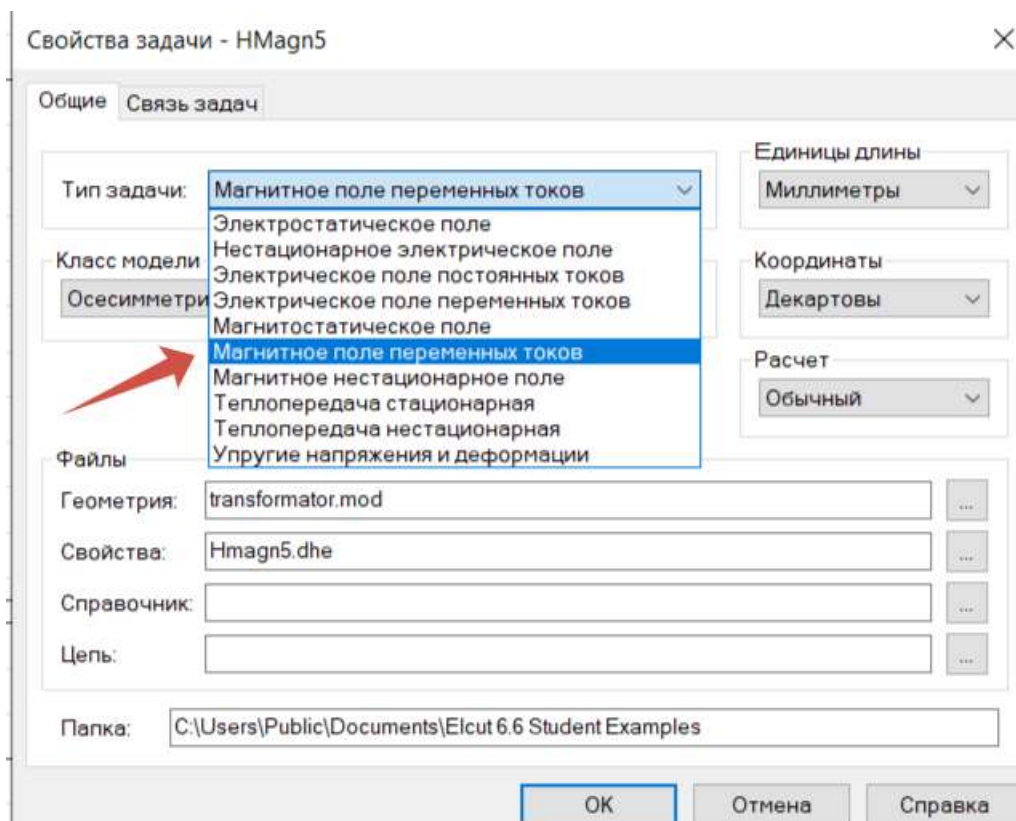 Свойства задачи - HMagn5
Общие Связь задач
Единицы длины
Тип задачи: Магнитное поле переменных токов Миллиметры
Электростатическое поле
Нестационарное электрическое поле
Класс модели Электрическое поле постоянных токов Координаты
Осесимметри Электрическое поле переменных токов Декартовы
Магнитостатическое поле
Магнитное поле переменных токов
Магнитное нестационарное поле Расчет
Теплопередача стационарная Обычный
Теплопередача нестационарная
Упругие напряжения и деформации
Файлы
Геометрия: transformator.mod ...
Свойства: Hmagn5.dhe ...
Справочник: ...
Цепь: ...
Папка: C:\Users\Public\Documents\Elcut 6.6 Student Examples
OK Отмена Справка